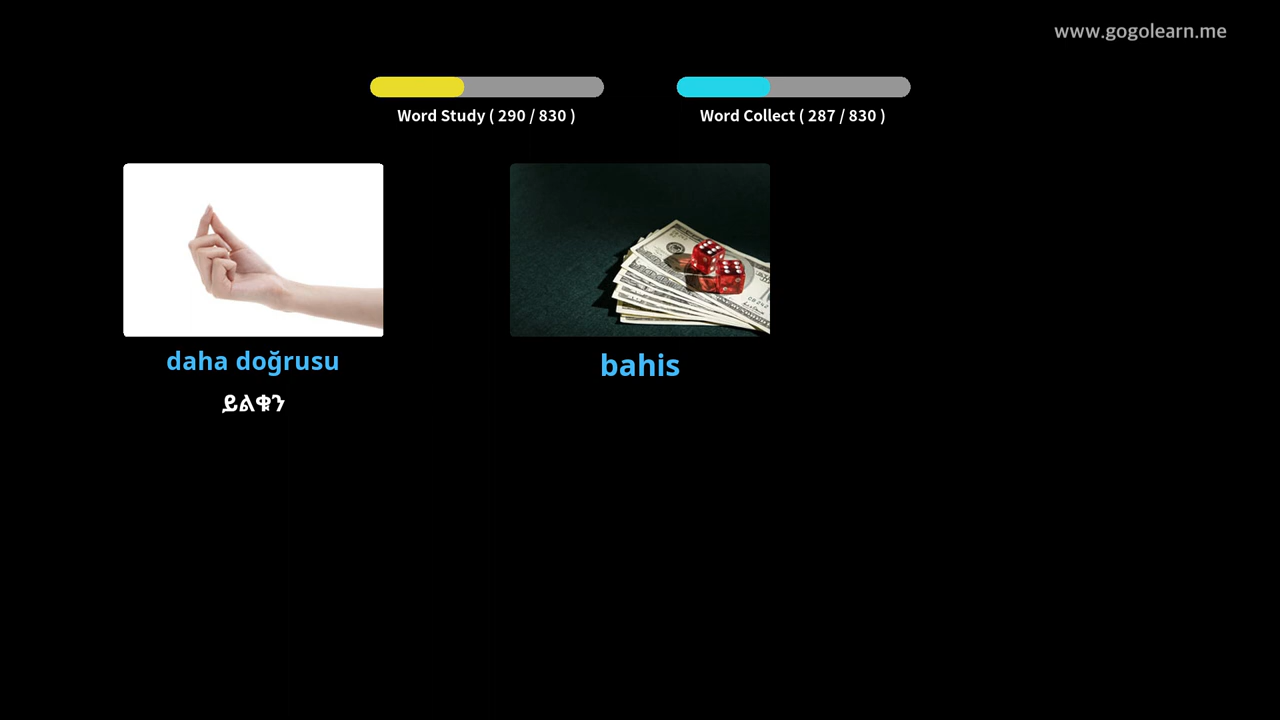 www.gogolearn.me
Word Study ( 290 / 830 )
Word Collect ( 287 / 830 )
daha doğrusu
ይልቁን
bahis